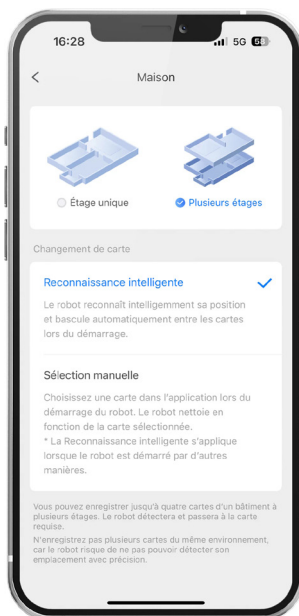 16:28
5G 58
Maison
Étage unique
Plusieurs étages
Changement de carte
Reconnaissance intelligente
Le robot reconnaît intelligemment sa position
et bascule automatiquement entre les cartes
lors du démarrage.
Sélection manuelle
Choisissez une carte dans l'application lors du
démarrage du robot. Le robot nettoie en
fonction de la carte sélectionnée.
* La Reconnaissance intelligente s'applique
lorsque le robot est démarré par d'autres
manières.
Vous pouvez enregistrer jusqu'à quatre cartes d'un bâtiment à
plusieurs étages. Le robot détectera et passera à la carte
requise.
N'enregistrez pas plusieurs cartes du même environnement,
car le robot risque de ne pas pouvoir détecter son
emplacement avec précision.